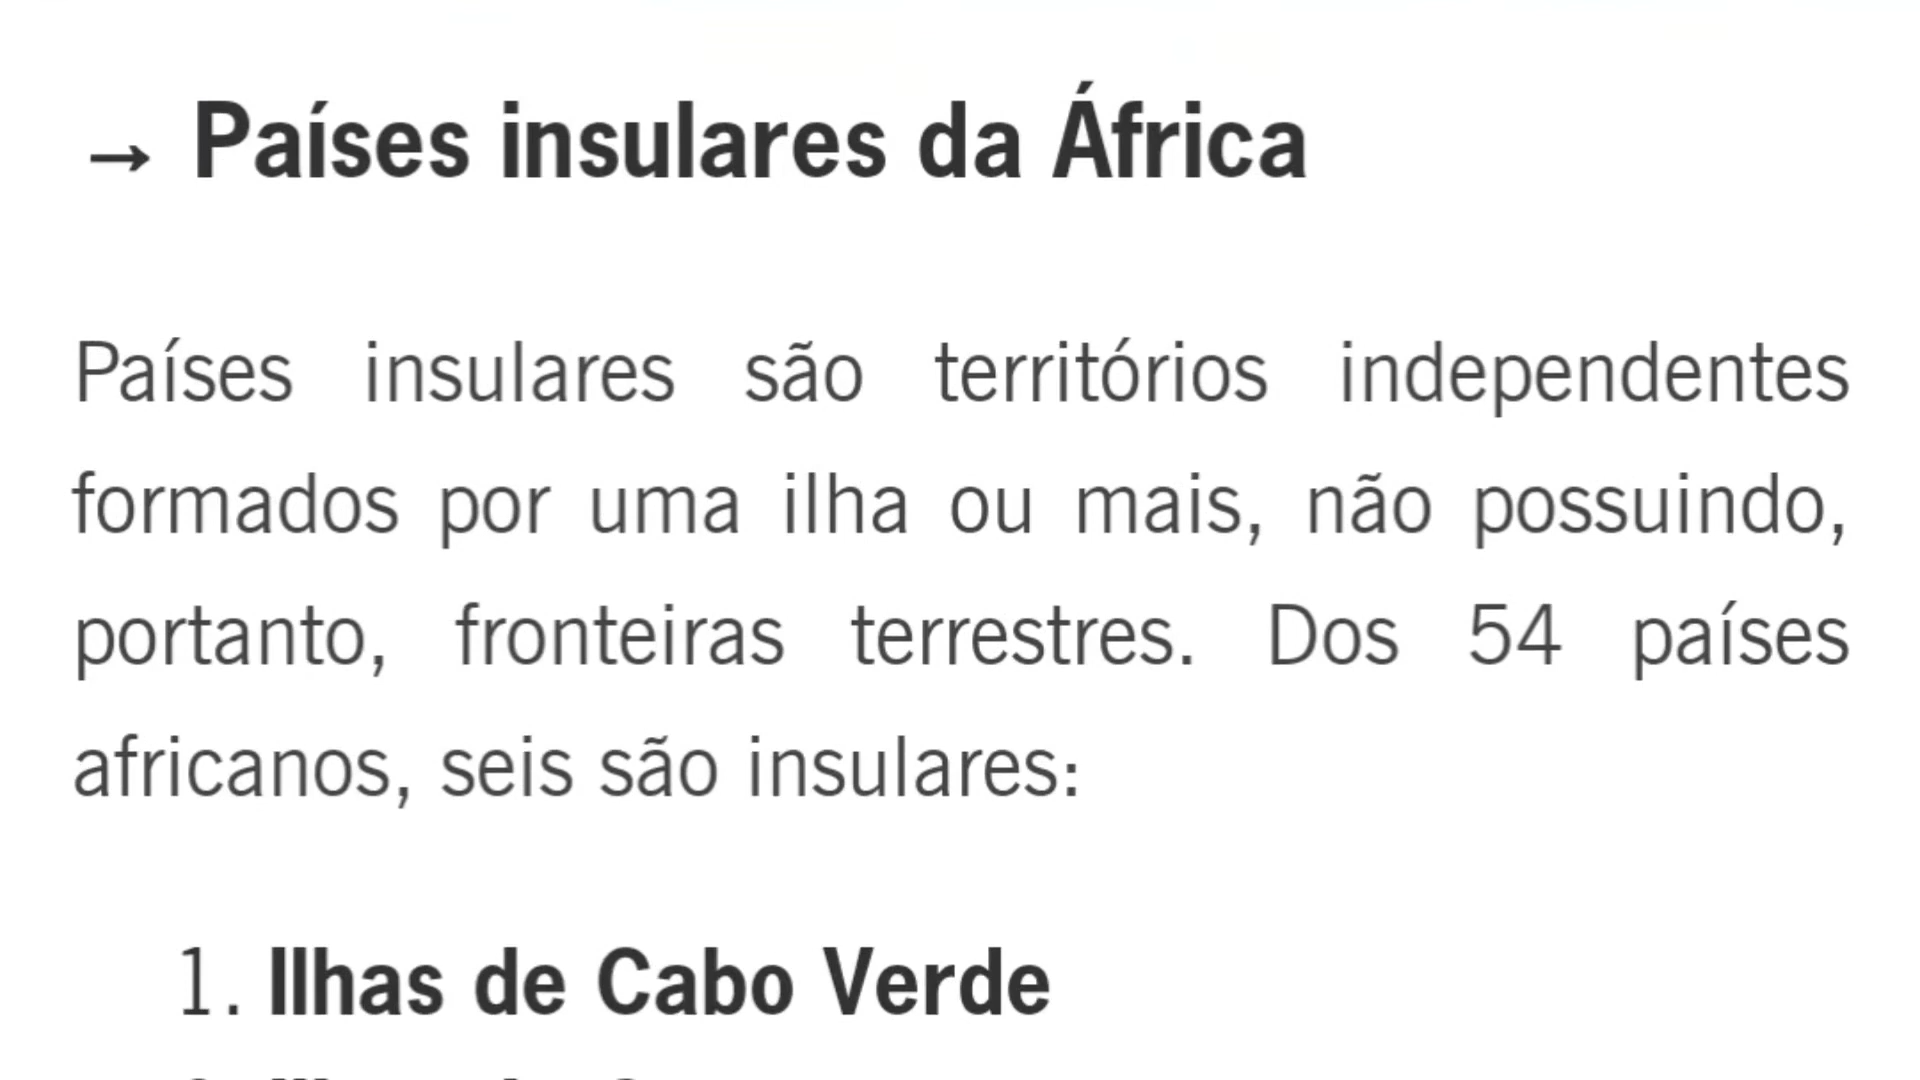 → Países insulares da África
Países insulares são territórios independentes
formados por uma ilha ou mais, não possuindo,
portanto, fronteiras terrestres. Dos 54 países
africanos, seis são insulares:
1. Ilhas de Cabo Verde